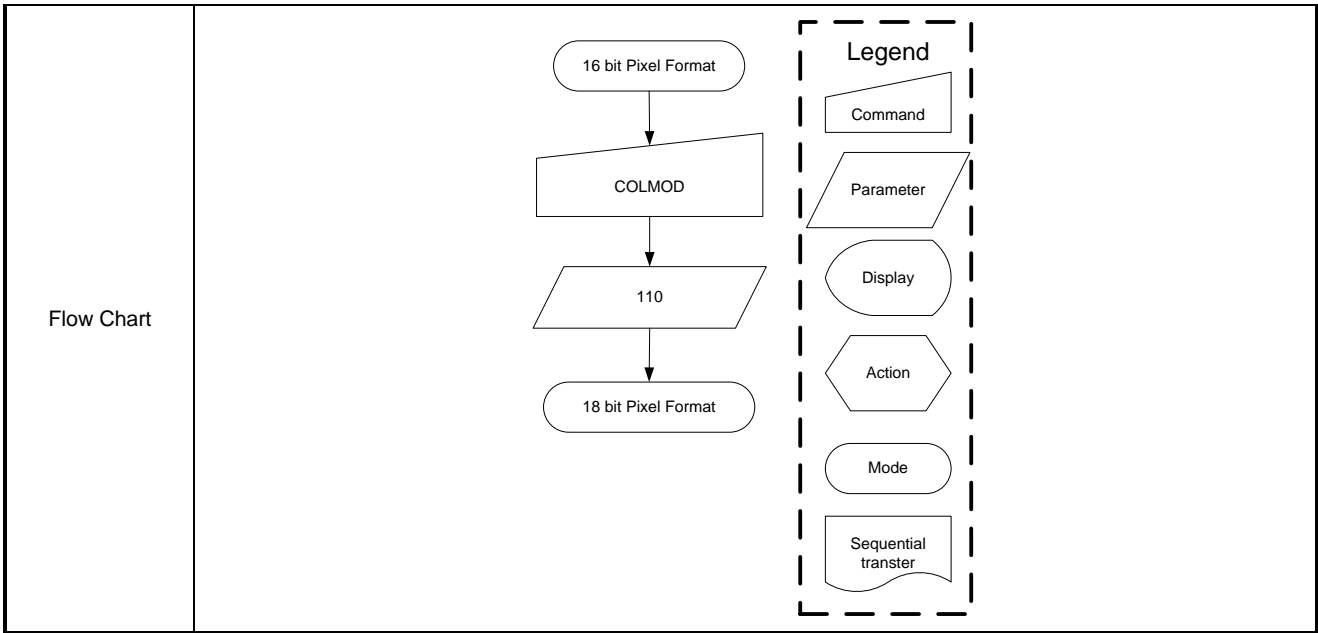 Flow Chart
16 bit Pixel Format
COLMOD
110
18 bit Pixel Format
Legend
Command
Parameter
Display
Action
Mode
Sequential
transter